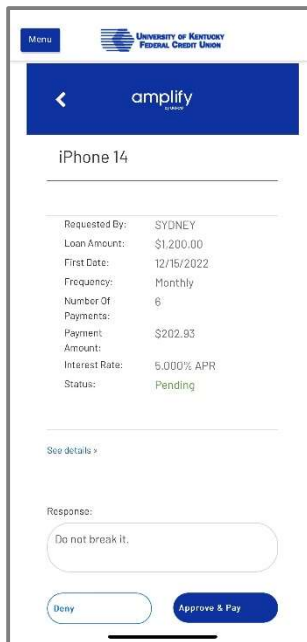 Menu
UNIVERSITY OF KENTUCKY
FEDERAL CREDIT UNION
amplify
iPhone 14
Requested By: SYDNEY
Loan Amount: $1,200.00
First Date: 12/15/2022
Frequency: Monthly
Number Of 6
Payments:
Payment $202.93
Amount:
Interest Rate: 5.000% APR
Status: Pending
See details »
Response:
Do not break it.
Deny Approve & Pay